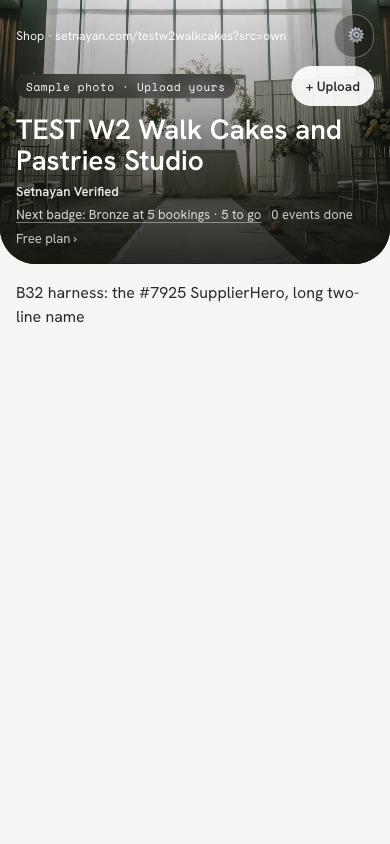 Shop · setnayan.com/testw2walkcakes?src=own
Sample photo · Upload yours
+ Upload
TEST W2 Walk Cakes and
Pastries Studio
Setnayan Verified
Next badge: Bronze at 5 bookings · 5 to go 0 events done
Free plan ›
B32 harness: the #7925 SupplierHero, long two-
line name